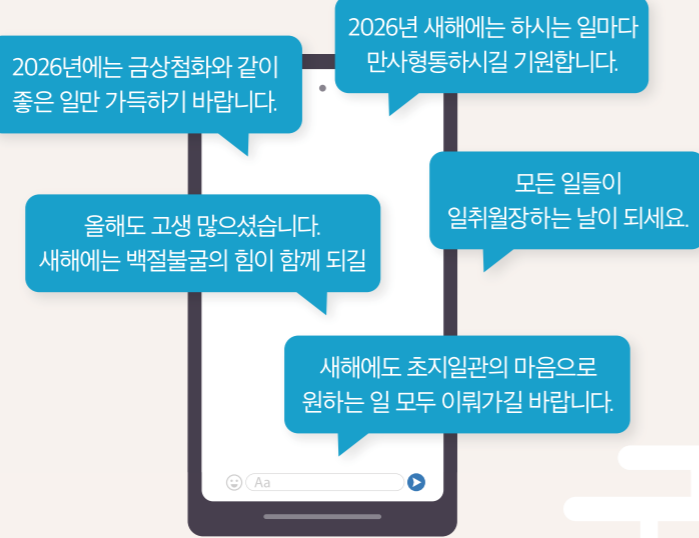 2026년 새해에는 하시는 일마다
만사형통하시길 기원합니다.
2026년에는 금상첨화와 같이
좋은 일만 가득하기 바랍니다.
모든 일들이
일취월장하는 날이 되세요.
올해도 고생 많으셨습니다.
새해에는 백절불굴의 힘이 함께 되길
새해에도 초지일관의 마음으로
원하는 일 모두 이뤄가길 바랍니다.
Aa